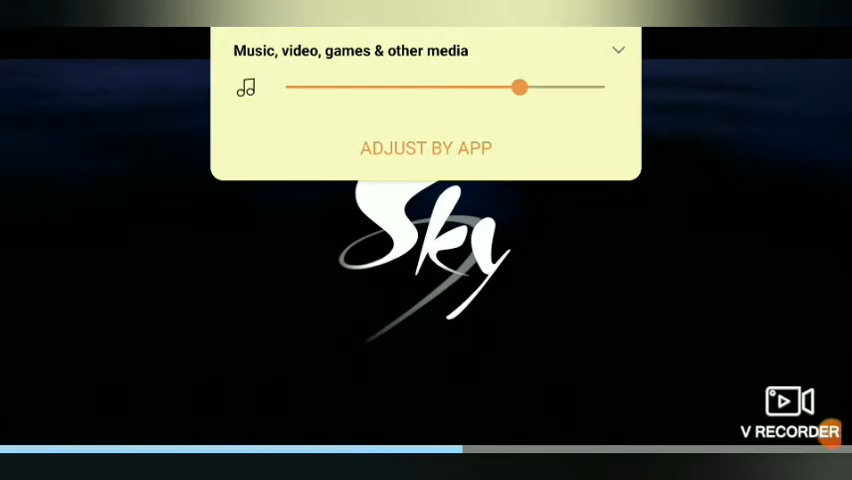 Music, video, games & other media
ADJUST BY APP
Sky
V RECORDER